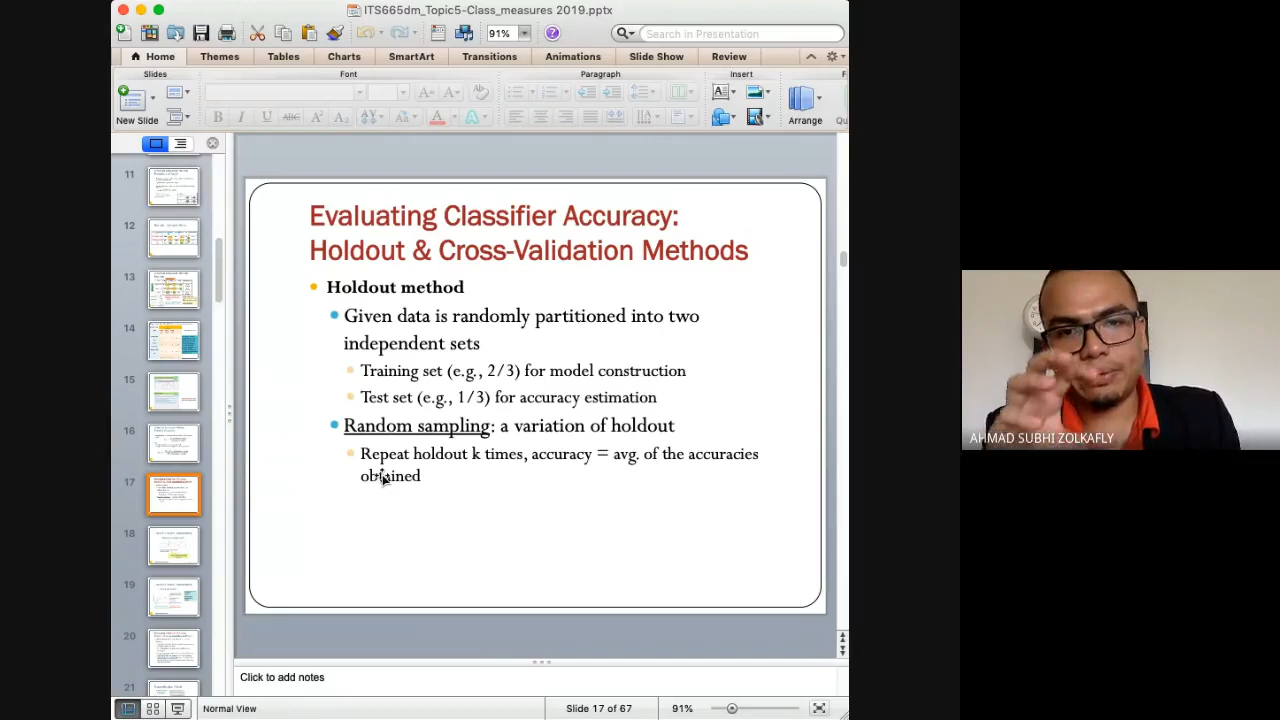 ITS665dm_Topic5-Class_measures 2019.pptx
91%
Search in Presentation
Home Themes Tables Charts SmartArt Transitions Animations Slide Show Review
Slides Font Paragraph Insert
New Slide
Arrange
11
12
13
14
15
16
17
18
19
20
21
Evaluating Classifier Accuracy:
Holdout & Cross-Validation Methods
Holdout method
Given data is randomly partitioned into two
independent sets
Training set (e.g., 2/3) for model construction
Test set (e.g., 1/3) for accuracy estimation
Random sampling: a variation of holdout
Repeat holdout k times, accuracy = avg. of the accuracies
obtained
Click to add notes
Normal View Slide 17 of 67 91%
AHMAD SUBHI ZOLKAFLY